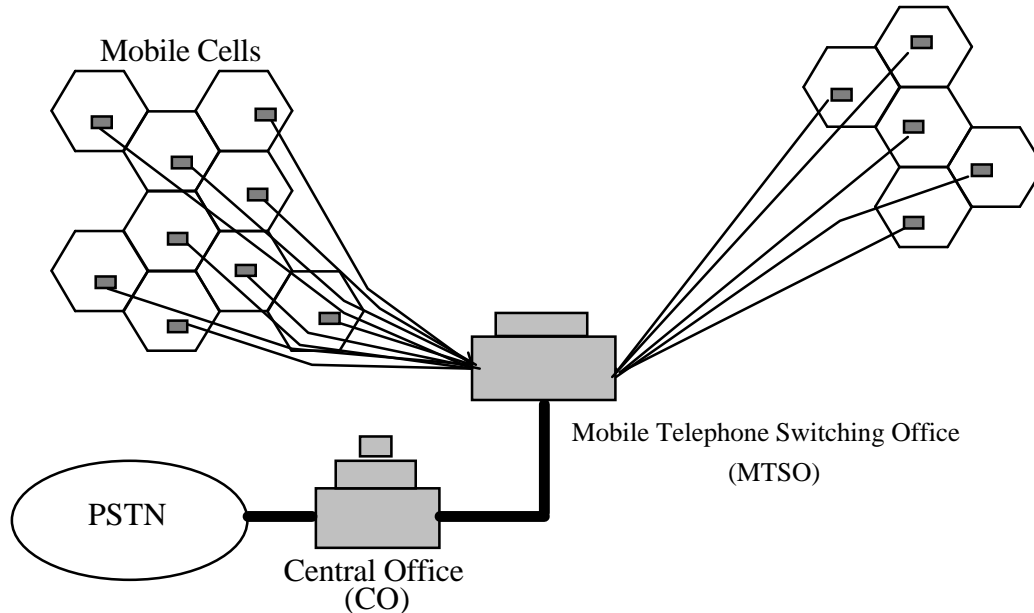 Mobile Cells
Mobile Telephone Switching Office
(MTSO)
PSTN
Central Office
(CO)